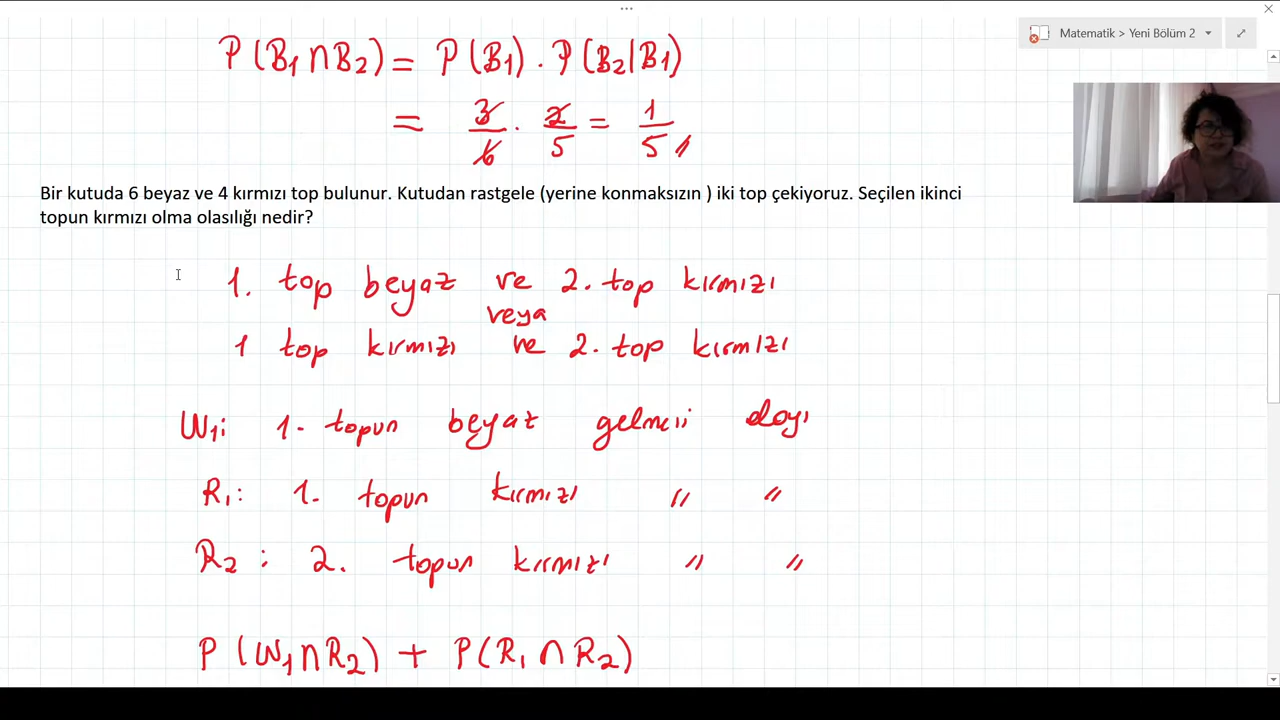 Matematik > Yeni Bölüm 2
P(B₁∩B₂) = P(B₁) . P(B₂|B₁)
= 3/6 . 2/5 = 1/5 //
Bir kutuda 6 beyaz ve 4 kırmızı top bulunur. Kutudan rastgele (yerine konmaksızın ) iki top çekiyoruz. Seçilen ikinci
topun kırmızı olma olasılığı nedir?
1. top beyaz ve 2. top kırmızı
veya
1 top kırmızı ve 2. top kırmızı
W₁: 1. topun beyaz gelmesi olayı
R₁: 1. topun kırmızı // //
R₂ : 2. topun kırmızı // //
P(W₁∩R₂) + P(R₁∩R₂)